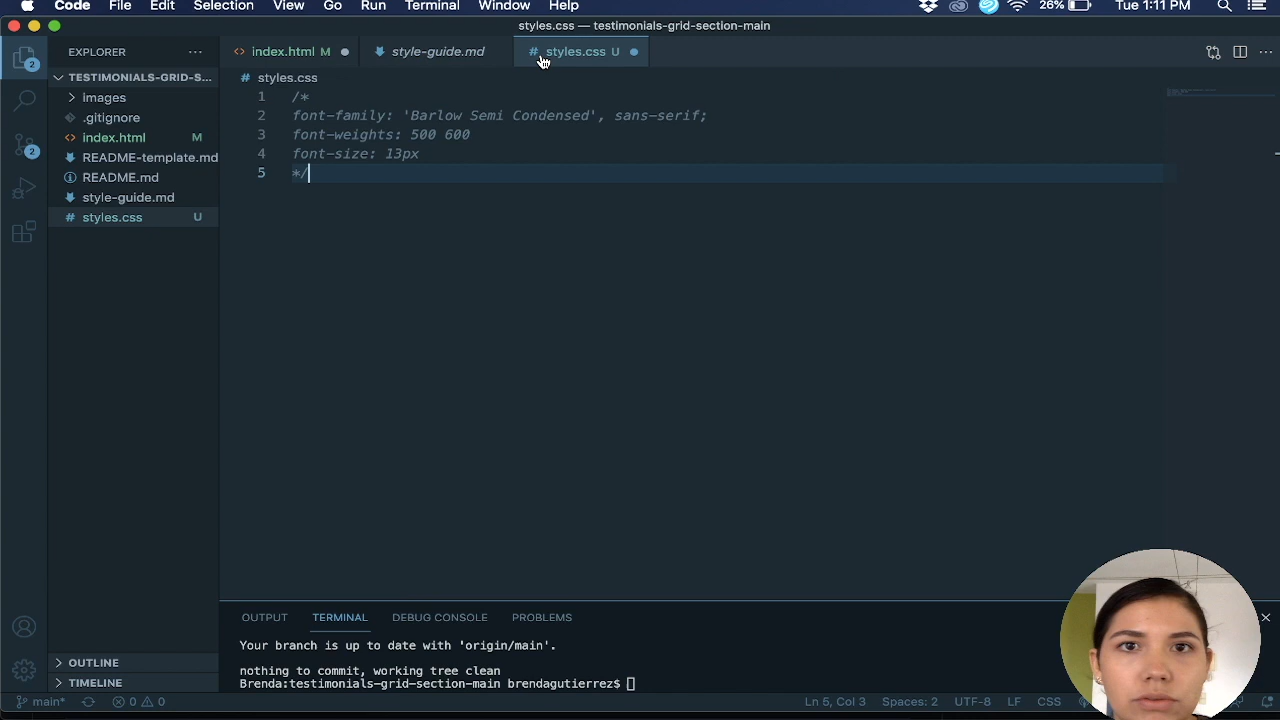 Code File Edit Selection View Go Run Terminal Window Help 26% Tue 1:11 PM
styles.css — testimonials-grid-section-main
EXPLORER ...
2
TESTIMONIALS-GRID-S...
images
.gitignore
index.html M
README-template.md
README.md
style-guide.md
styles.css U
2
OUTLINE
TIMELINE
index.html M style-guide.md # styles.css U
# styles.css
1 /*
2 font-family: 'Barlow Semi Condensed', sans-serif;
3 font-weights: 500 600
4 font-size: 13px
5 */
OUTPUT TERMINAL DEBUG CONSOLE PROBLEMS
Your branch is up to date with 'origin/main'.
nothing to commit, working tree clean
Brenda:testimonials-grid-section-main brendagutierrez$
main* 0 0 Ln 5, Col 3 Spaces: 2 UTF-8 LF CSS